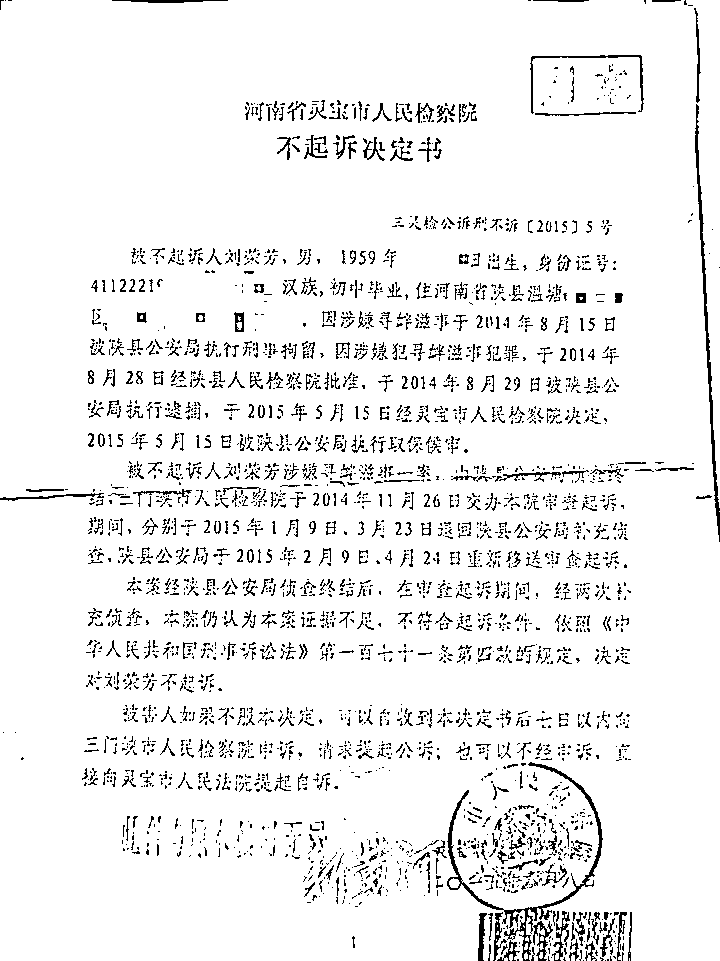 河南省灵宝市人民检察院
不起诉决定书
三灵检公诉刑不诉〔2015〕5号
被不起诉人刘荣芳，男，1959年 日出生，身份证号：
4112221 汉族，初中毕业，住河南省陕县温塘
区 。因涉嫌寻衅滋事于2014年8月15日
被陕县公安局执行刑事拘留，因涉嫌犯寻衅滋事犯罪，于2014年
8月28日经陕县人民检察院批准，于2014年8月29日被陕县公
安局执行逮捕，于2015年5月15日经灵宝市人民检察院决定，
2015年5月15日被陕县公安局执行取保候审。
被不起诉人刘荣芳涉嫌寻衅滋事一案，由陕县公安局侦查终
结，三门峡市人民检察院于2014年11月26日交办本院审查起诉，
期间，分别于2015年1月9日、3月23日退回陕县公安局补充侦
查，陕县公安局于2015年2月9日、4月24日重新移送审查起诉。
本案经陕县公安局侦查终结后，在审查起诉期间，经两次补
充侦查，本院仍认为本案证据不足，不符合起诉条件。依照《中
华人民共和国刑事诉讼法》第一百七十一条第四款的规定，决定
对刘荣芳不起诉。
被害人如果不服本决定，可以自收到本决定书后七日以内向
三门峡市人民检察院申诉，请求提起公诉；也可以不经申诉，直
接向灵宝市人民法院提起自诉。
此件与原本核对无异
人民检察院
1